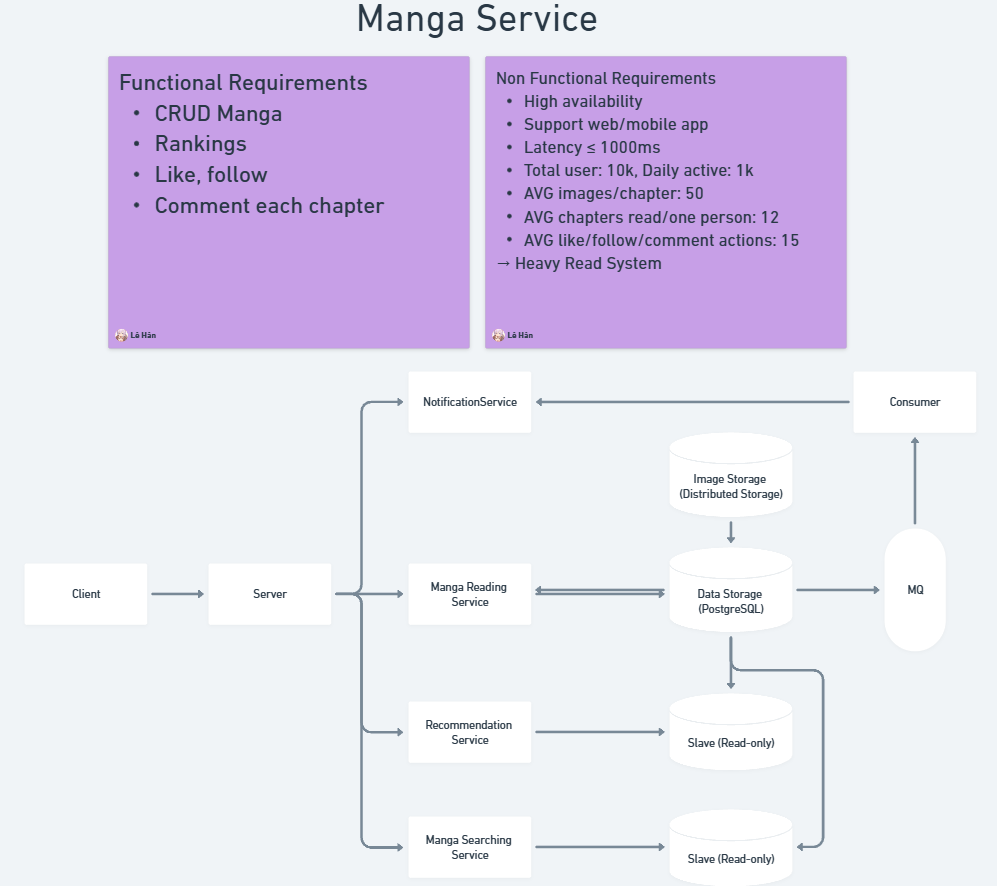 Manga Service
Functional Requirements
• CRUD Manga
• Rankings
• Like, follow
• Comment each chapter
Lê Hân
Non Functional Requirements
• High availability
• Support web/mobile app
• Latency ≤ 1000ms
• Total user: 10k, Daily active: 1k
• AVG images/chapter: 50
• AVG chapters read/one person: 12
• AVG like/follow/comment actions: 15
→ Heavy Read System
Lê Hân
NotificationService
Consumer
Image Storage
(Distributed Storage)
Client
Server
Manga Reading
Service
Data Storage
(PostgreSQL)
MQ
Recommendation
Service
Slave (Read-only)
Manga Searching
Service
Slave (Read-only)